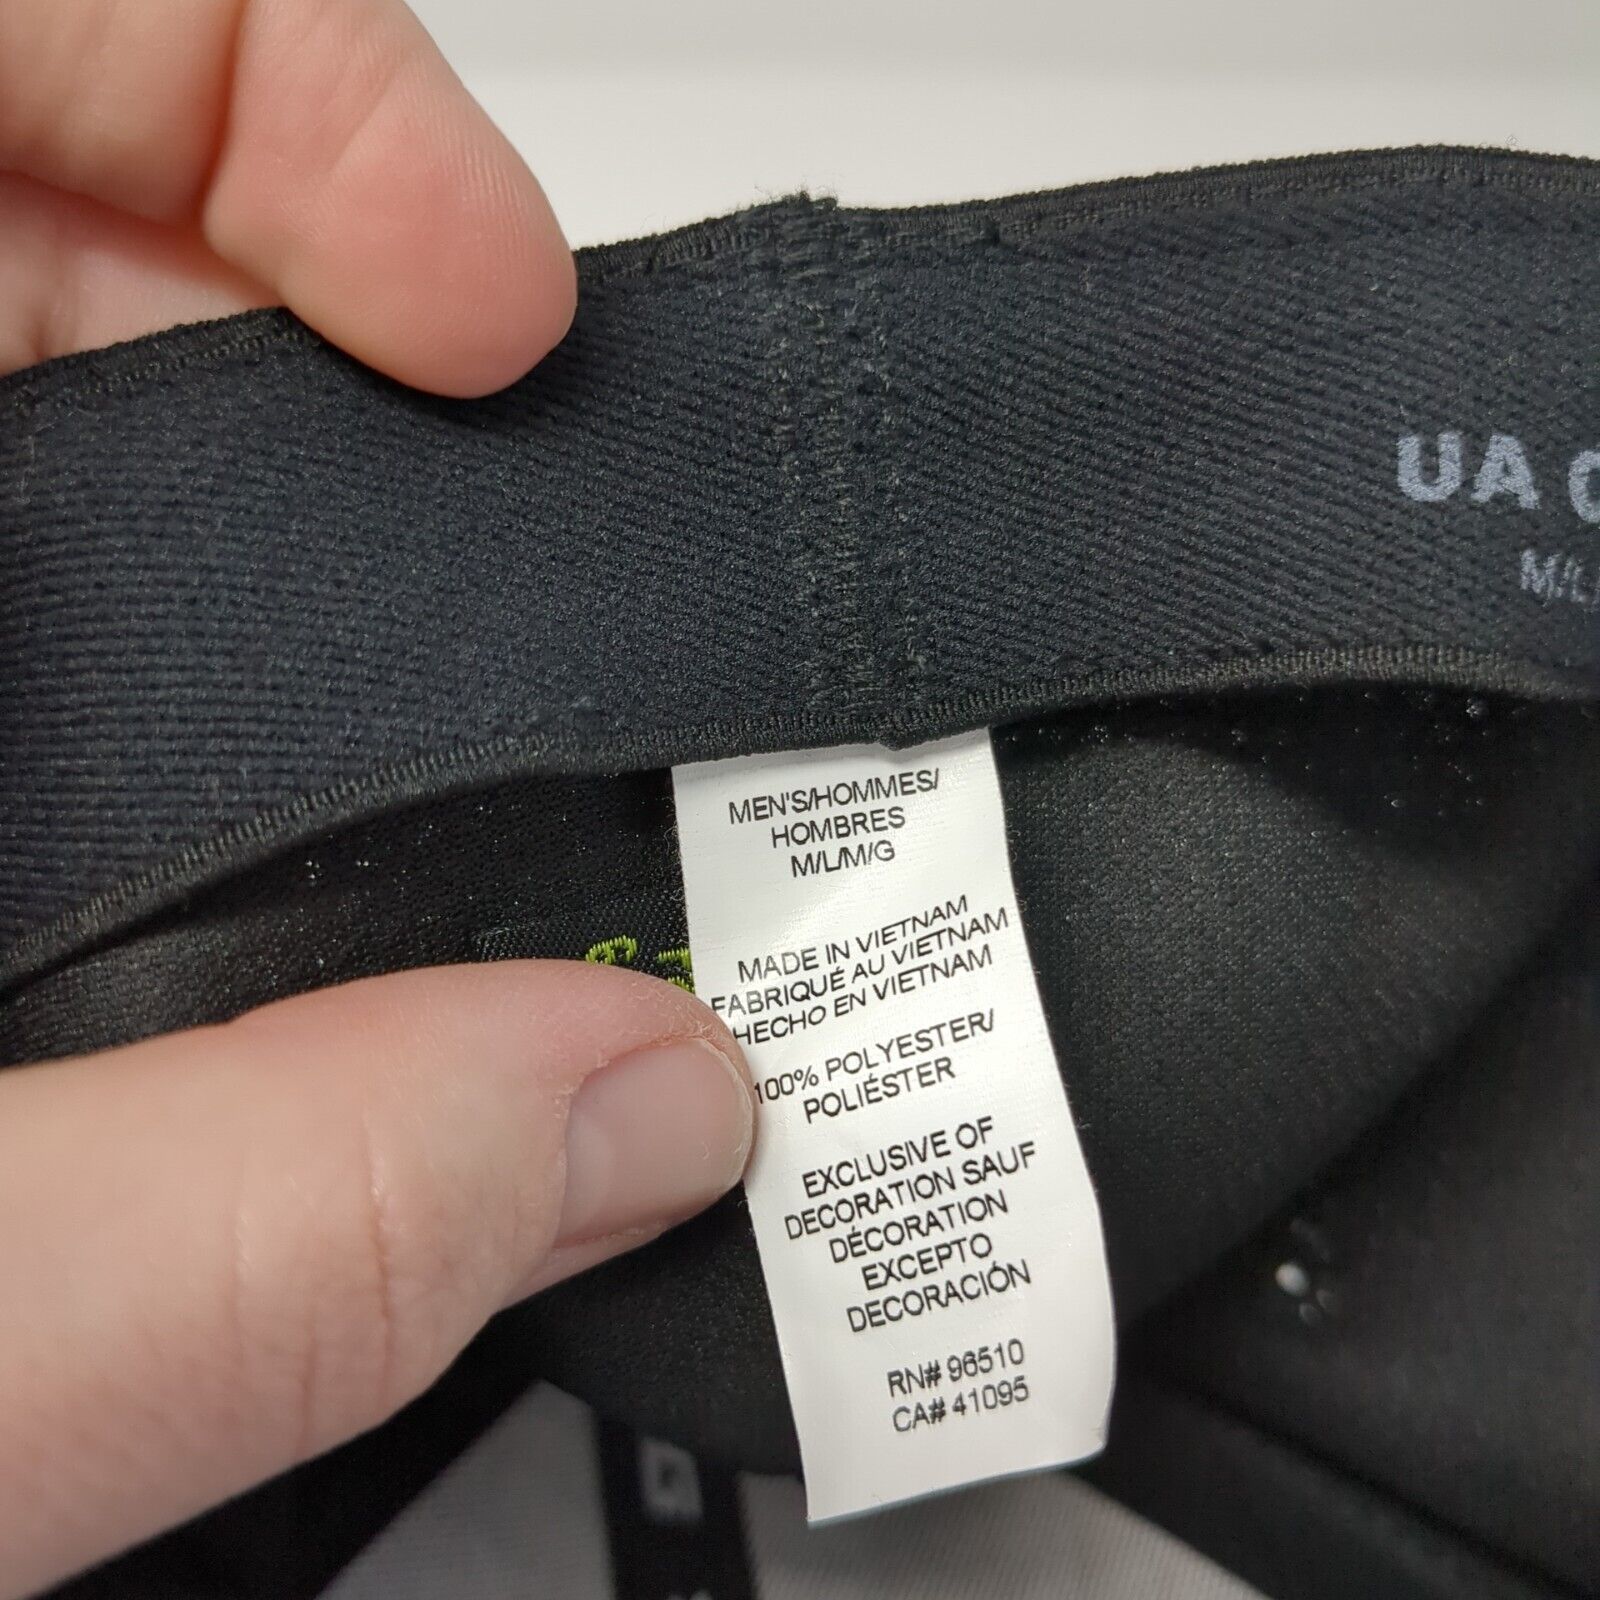 UA
M/L
MEN'S/HOMMES/
HOMBRES
M/L/M/G
MADE IN VIETNAM
FABRIQUÉ AU VIETNAM
HECHO EN VIETNAM
100% POLYESTER/
POLIÉSTER
EXCLUSIVE OF
DECORATION SAUF
DÉCORATION
EXCEPTO
DECORACIÓN
RN# 96510
CA# 41095